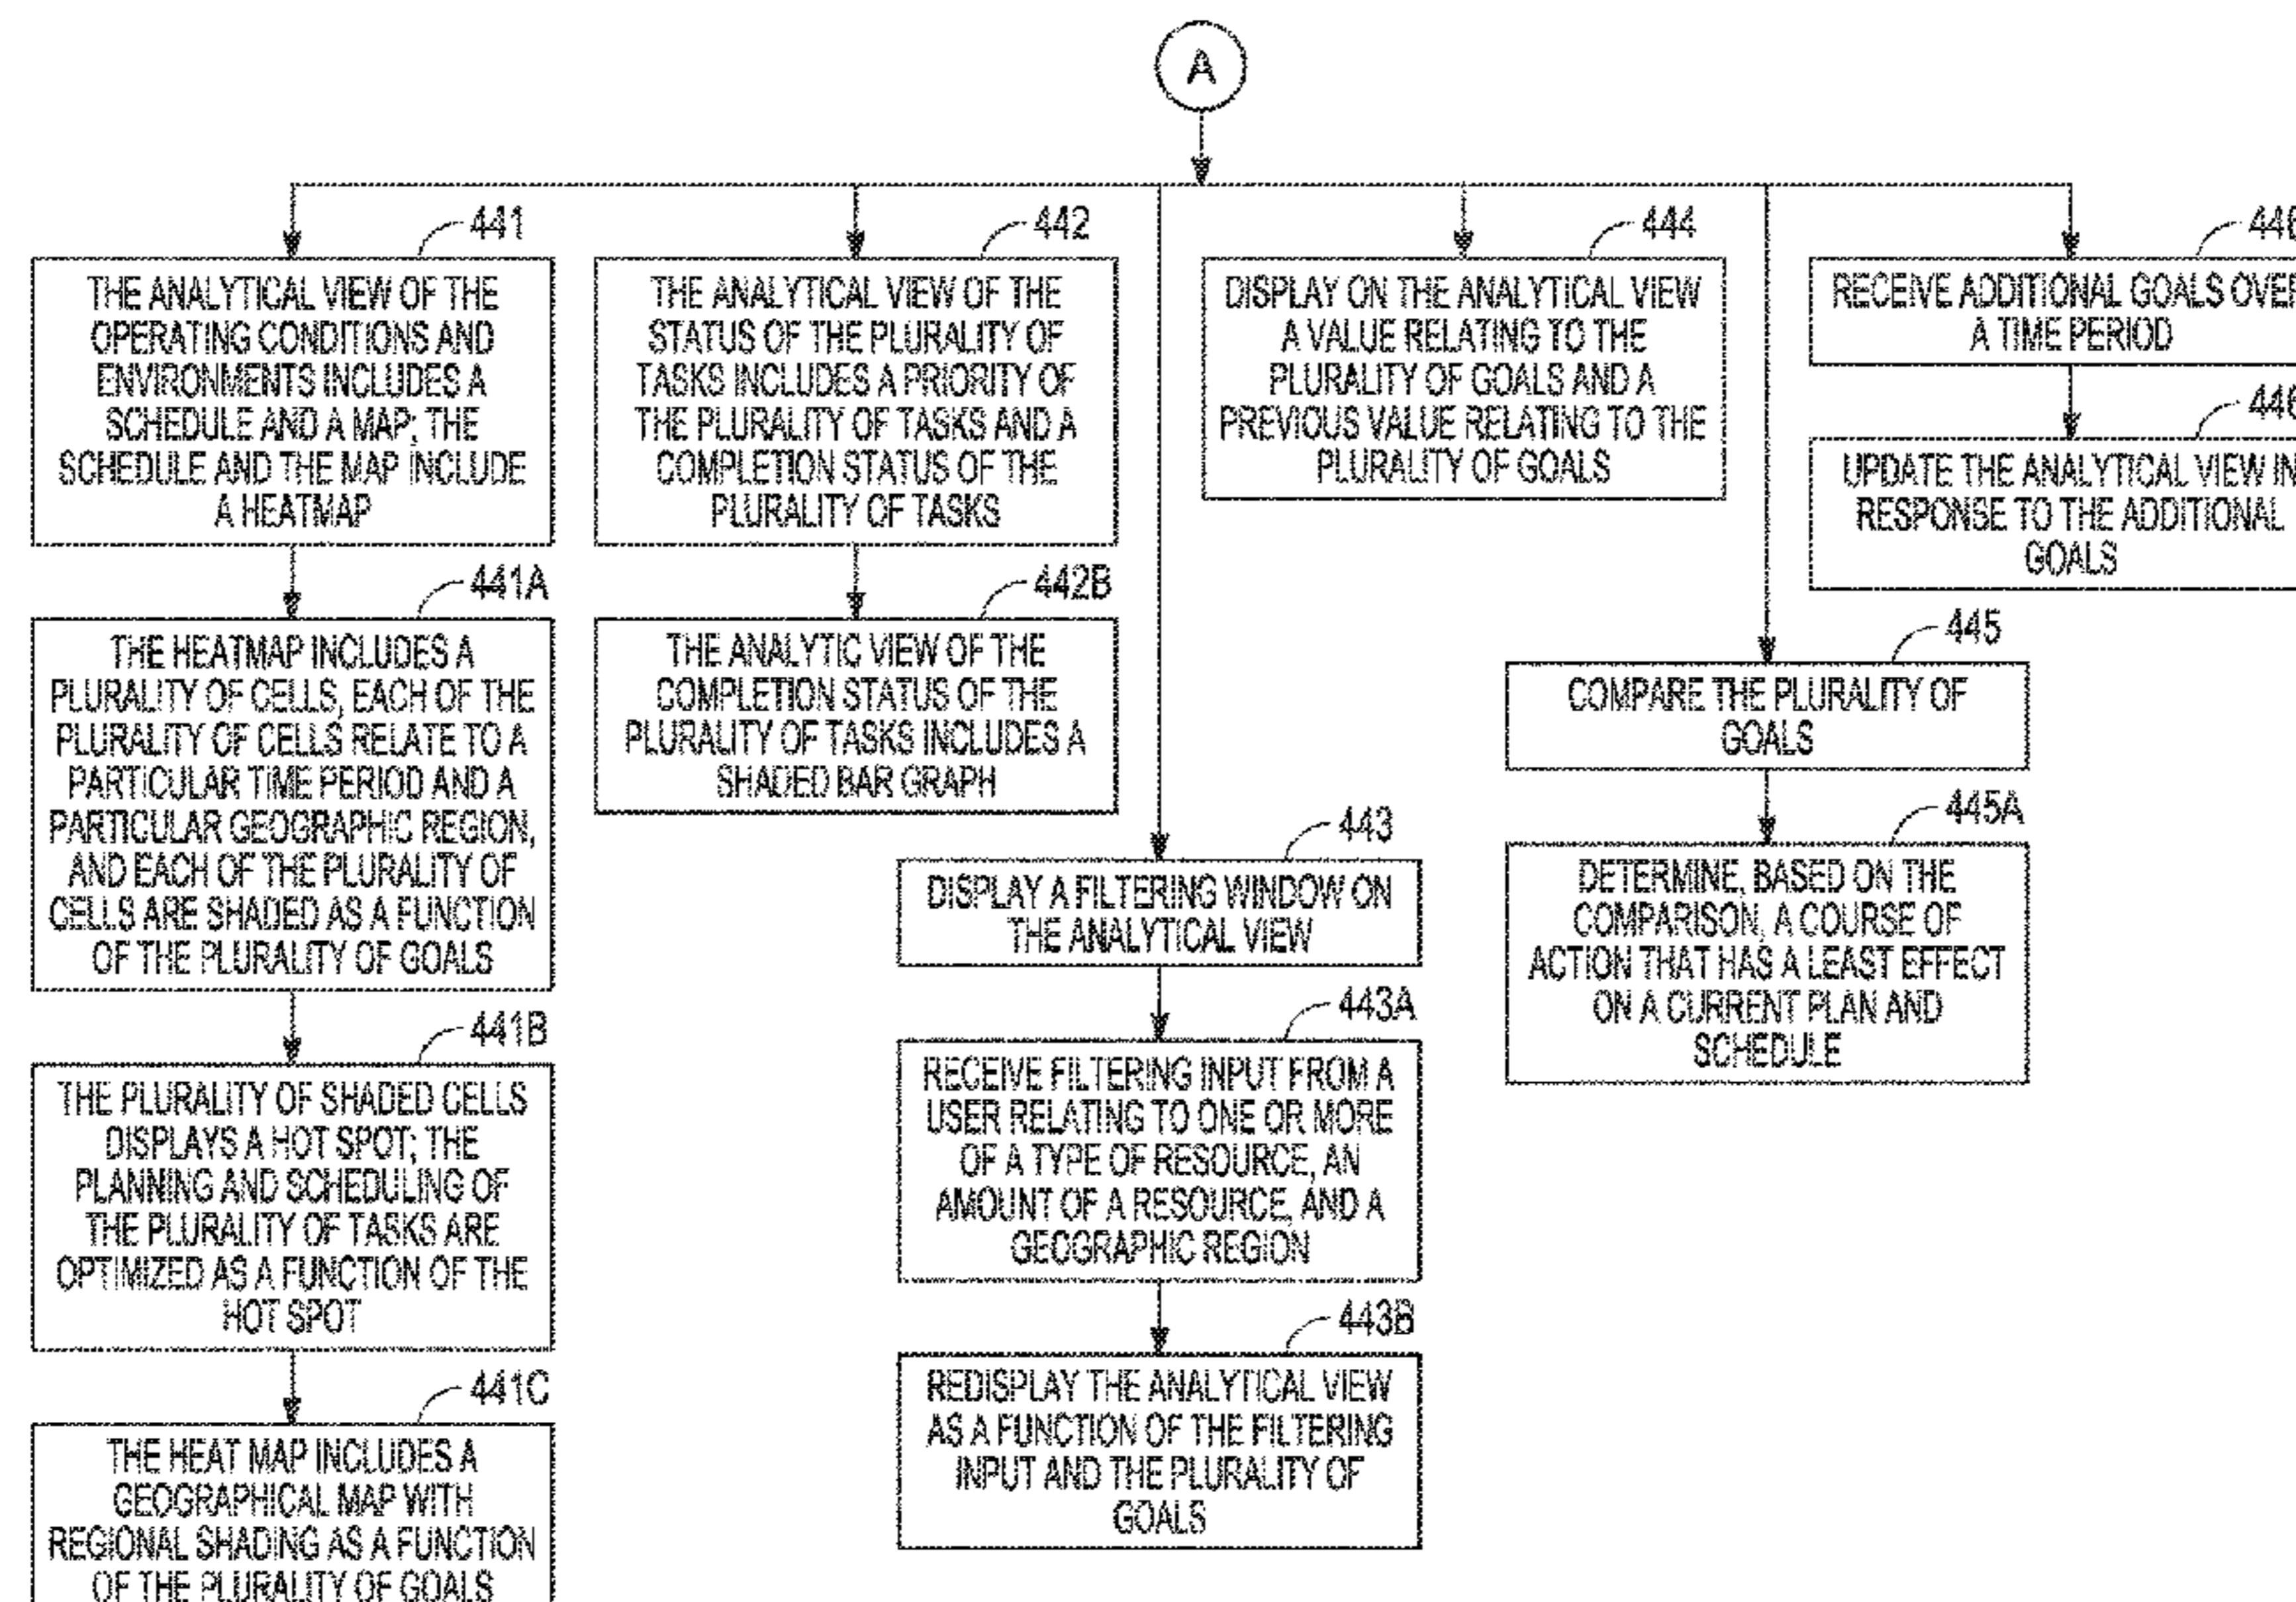 A
441
THE ANALYTICAL VIEW OF THE
OPERATING CONDITIONS AND
ENVIRONMENTS INCLUDES A
SCHEDULE AND A MAP; THE
SCHEDULE AND THE MAP INCLUDE
A HEATMAP
441A
THE HEATMAP INCLUDES A
PLURALITY OF CELLS, EACH OF THE
PLURALITY OF CELLS RELATE TO A
PARTICULAR TIME PERIOD AND A
PARTICULAR GEOGRAPHIC REGION,
AND EACH OF THE PLURALITY OF
CELLS ARE SHADED AS A FUNCTION
OF THE PLURALITY OF GOALS
441B
THE PLURALITY OF SHADED CELLS
DISPLAYS A HOT SPOT; THE
PLANNING AND SCHEDULING OF
THE PLURALITY OF TASKS ARE
OPTIMIZED AS A FUNCTION OF THE
HOT SPOT
441C
THE HEAT MAP INCLUDES A
GEOGRAPHICAL MAP WITH
REGIONAL SHADING AS A FUNCTION
OF THE PLURALITY OF GOALS
442
THE ANALYTICAL VIEW OF THE
STATUS OF THE PLURALITY OF
TASKS INCLUDES A PRIORITY OF
THE PLURALITY OF TASKS AND A
COMPLETION STATUS OF THE
PLURALITY OF TASKS
442B
THE ANALYTIC VIEW OF THE
COMPLETION STATUS OF THE
PLURALITY OF TASKS INCLUDES A
SHADED BAR GRAPH
443
DISPLAY A FILTERING WINDOW ON
THE ANALYTICAL VIEW
443A
RECEIVE FILTERING INPUT FROM A
USER RELATING TO ONE OR MORE
OF A TYPE OF RESOURCE, AN
AMOUNT OF A RESOURCE, AND A
GEOGRAPHIC REGION
443B
REDISPLAY THE ANALYTICAL VIEW
AS A FUNCTION OF THE FILTERING
INPUT AND THE PLURALITY OF
GOALS
444
DISPLAY ON THE ANALYTICAL VIEW
A VALUE RELATING TO THE
PLURALITY OF GOALS AND A
PREVIOUS VALUE RELATING TO THE
PLURALITY OF GOALS
445
COMPARE THE PLURALITY OF
GOALS
445A
DETERMINE, BASED ON THE
COMPARISON, A COURSE OF
ACTION THAT HAS A LEAST EFFECT
ON A CURRENT PLAN AND
SCHEDULE
446
RECEIVE ADDITIONAL GOALS OVER
A TIME PERIOD
446
UPDATE THE ANALYTICAL VIEW IN
RESPONSE TO THE ADDITIONAL
GOALS